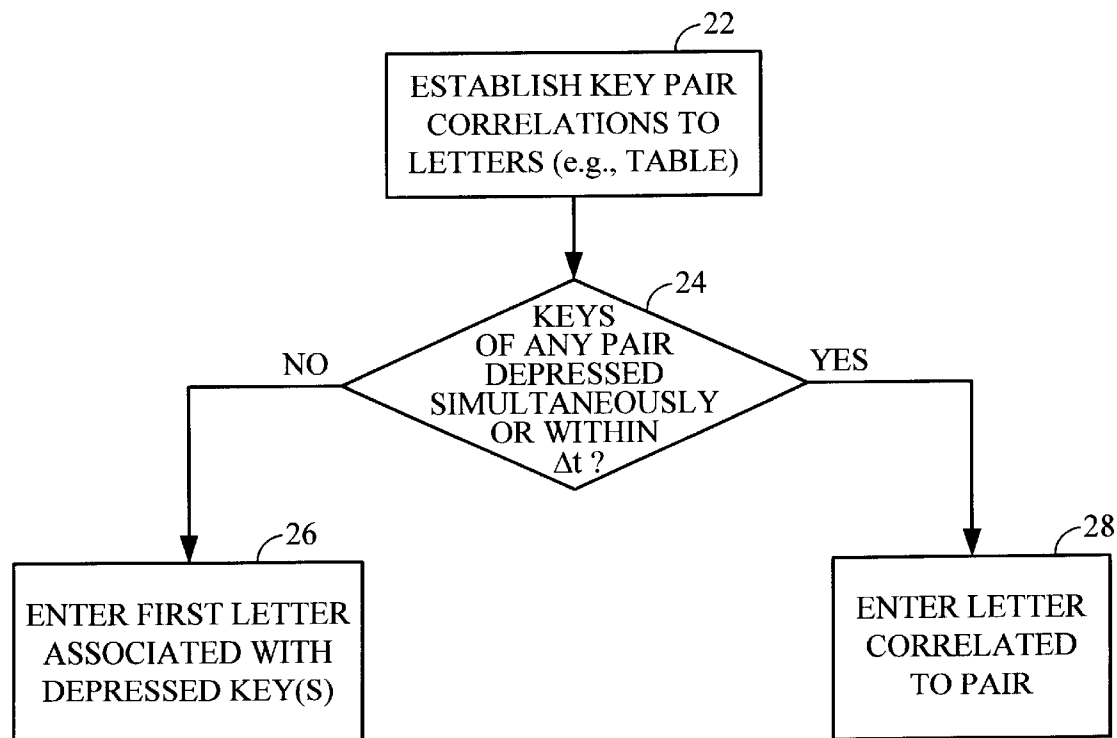 22
ESTABLISH KEY PAIR
CORRELATIONS TO
LETTERS (e.g., TABLE)
24
KEYS
OF ANY PAIR
DEPRESSED
SIMULTANEOUSLY
OR WITHIN
Δt ?
NO
YES
26
ENTER FIRST LETTER
ASSOCIATED WITH
DEPRESSED KEY(S)
28
ENTER LETTER
CORRELATED
TO PAIR